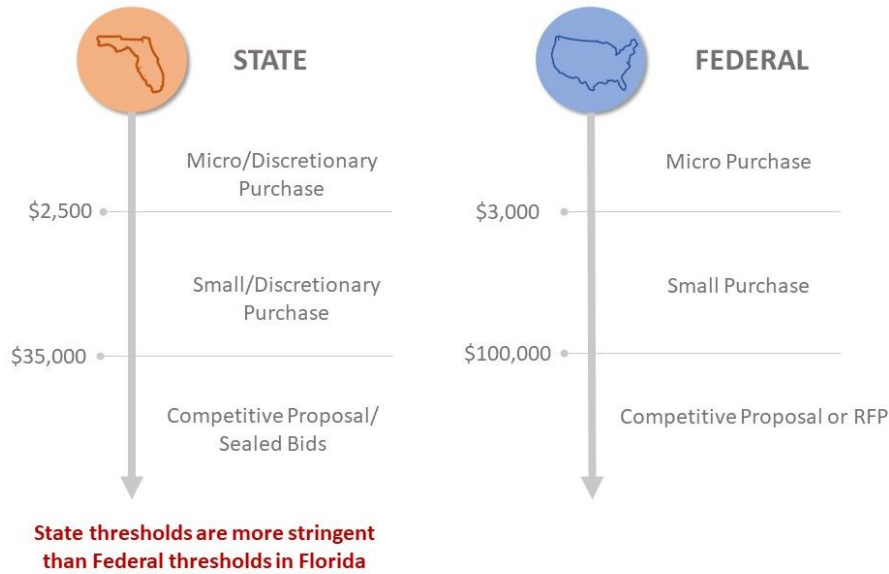 STATE
Micro/Discretionary
Purchase
$2,500
Small/Discretionary
Purchase
$35,000
Competitive Proposal/
Sealed Bids
State thresholds are more stringent
than Federal thresholds in Florida
FEDERAL
Micro Purchase
$3,000
Small Purchase
$100,000
Competitive Proposal or RFP